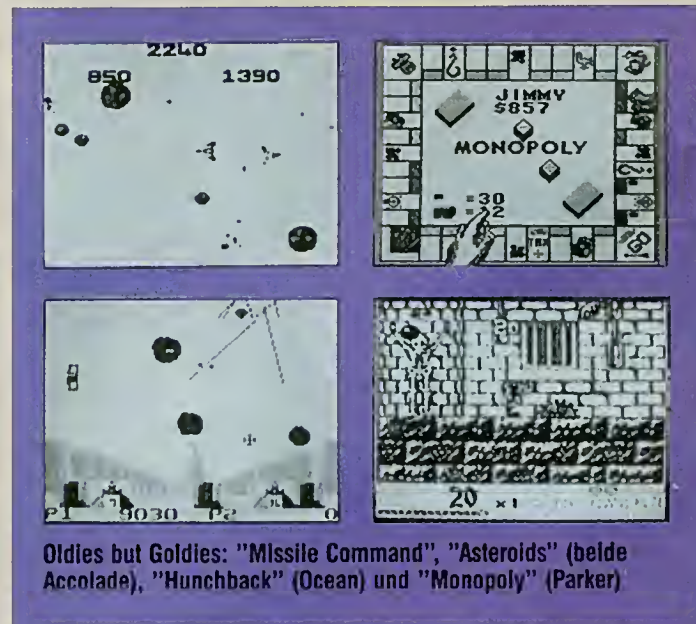 2240
850 1390
JIMMY
$857
MONOPOLY
= 30
= 2
P1 9030 P2 0
20 x1
Oldies but Goldies: "Missile Command", "Asteroids" (beide
Accolade), "Hunchback" (Ocean) und "Monopoly" (Parker)